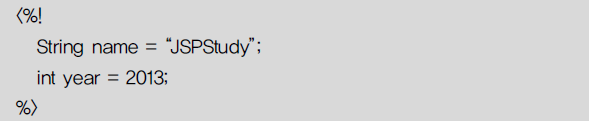 <%!
String name = “JSPStudy”;
int year = 2013;
%>